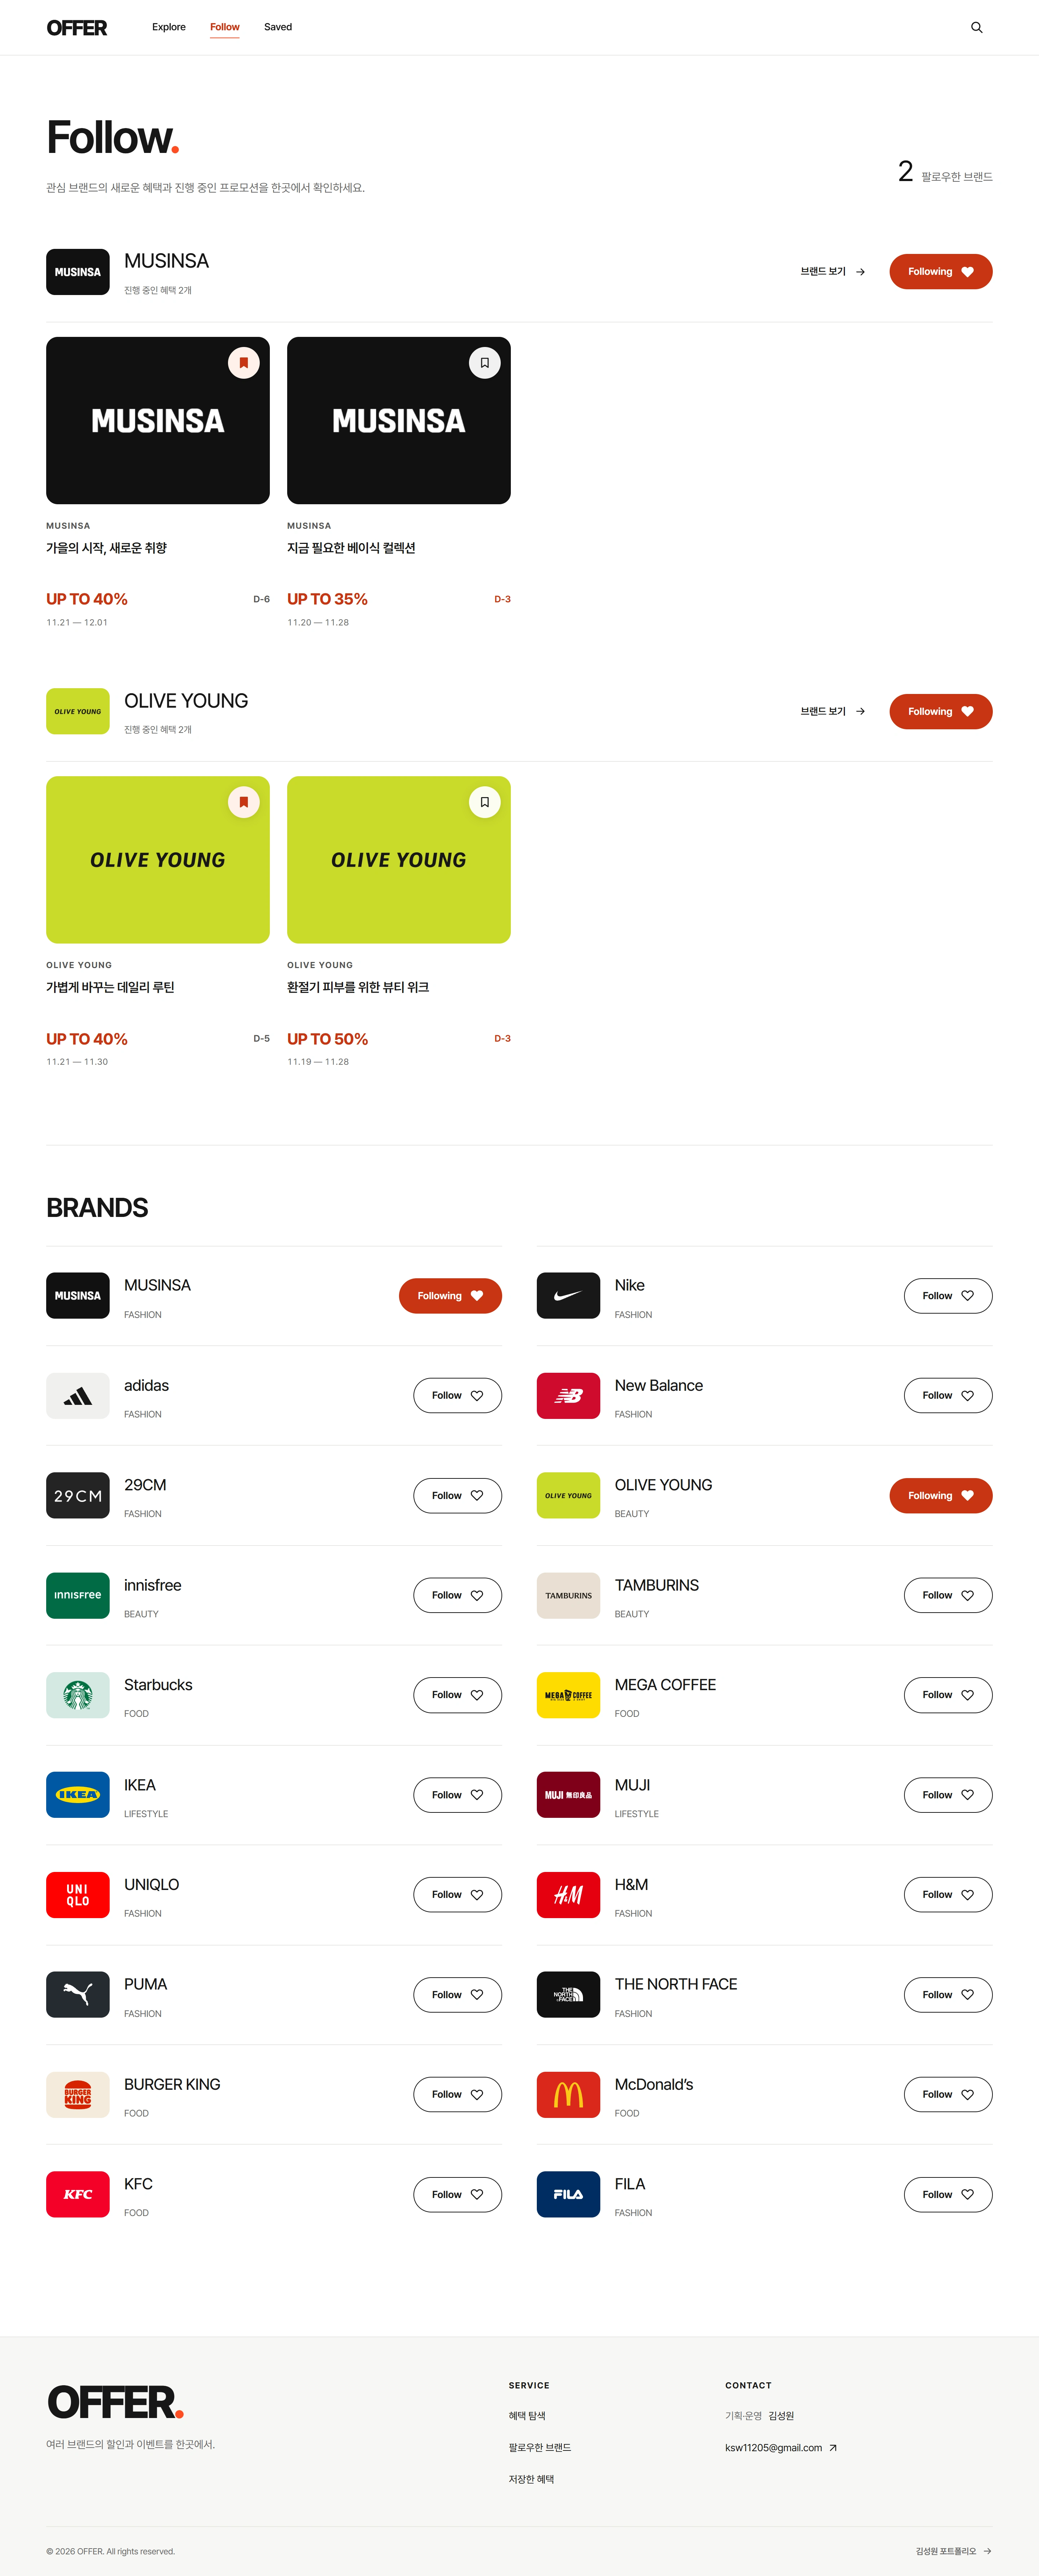 OFFER
Explore
Follow
Saved
Follow.
관심 브랜드의 새로운 혜택과 진행 중인 프로모션을 한곳에서 확인하세요.
2 팔로우한 브랜드
MUSINSA
MUSINSA
진행 중인 혜택 2개
브랜드 보기
Following
MUSINSA
MUSINSA
MUSINSA
가을의 시작, 새로운 취향
UP TO 40%
D-6
11.21 — 12.01
MUSINSA
지금 필요한 베이식 컬렉션
UP TO 35%
D-3
11.20 — 11.28
OLIVE YOUNG
OLIVE YOUNG
진행 중인 혜택 2개
브랜드 보기
Following
OLIVE YOUNG
OLIVE YOUNG
OLIVE YOUNG
가볍게 바꾸는 데일리 루틴
UP TO 40%
D-5
11.21 — 11.30
OLIVE YOUNG
환절기 피부를 위한 뷰티 위크
UP TO 50%
D-3
11.19 — 11.28
BRANDS
MUSINSA
MUSINSA
FASHION
Following
Nike
FASHION
Follow
adidas
FASHION
Follow
New Balance
FASHION
Follow
29CM
29CM
FASHION
Follow
OLIVE YOUNG
OLIVE YOUNG
BEAUTY
Following
innisfree
innisfree
BEAUTY
Follow
TAMBURINS
TAMBURINS
BEAUTY
Follow
Starbucks
FOOD
Follow
MEGA COFFEE
MEGA COFFEE
FOOD
Follow
IKEA
IKEA
LIFESTYLE
Follow
MUJI 無印良品
MUJI
LIFESTYLE
Follow
UNI
QLO
UNIQLO
FASHION
Follow
H&M
H&M
FASHION
Follow
PUMA
FASHION
Follow
THE
NORTH
FACE
THE NORTH FACE
FASHION
Follow
BURGER
KING
BURGER KING
FOOD
Follow
McDonald's
FOOD
Follow
KFC
KFC
FOOD
Follow
FILA
FILA
FASHION
Follow
OFFER.
여러 브랜드의 할인과 이벤트를 한곳에서.
SERVICE
혜택 탐색
팔로우한 브랜드
저장한 혜택
CONTACT
기획·운영 김성원
ksw11205@gmail.com
© 2026 OFFER. All rights reserved.
김성원 포트폴리오